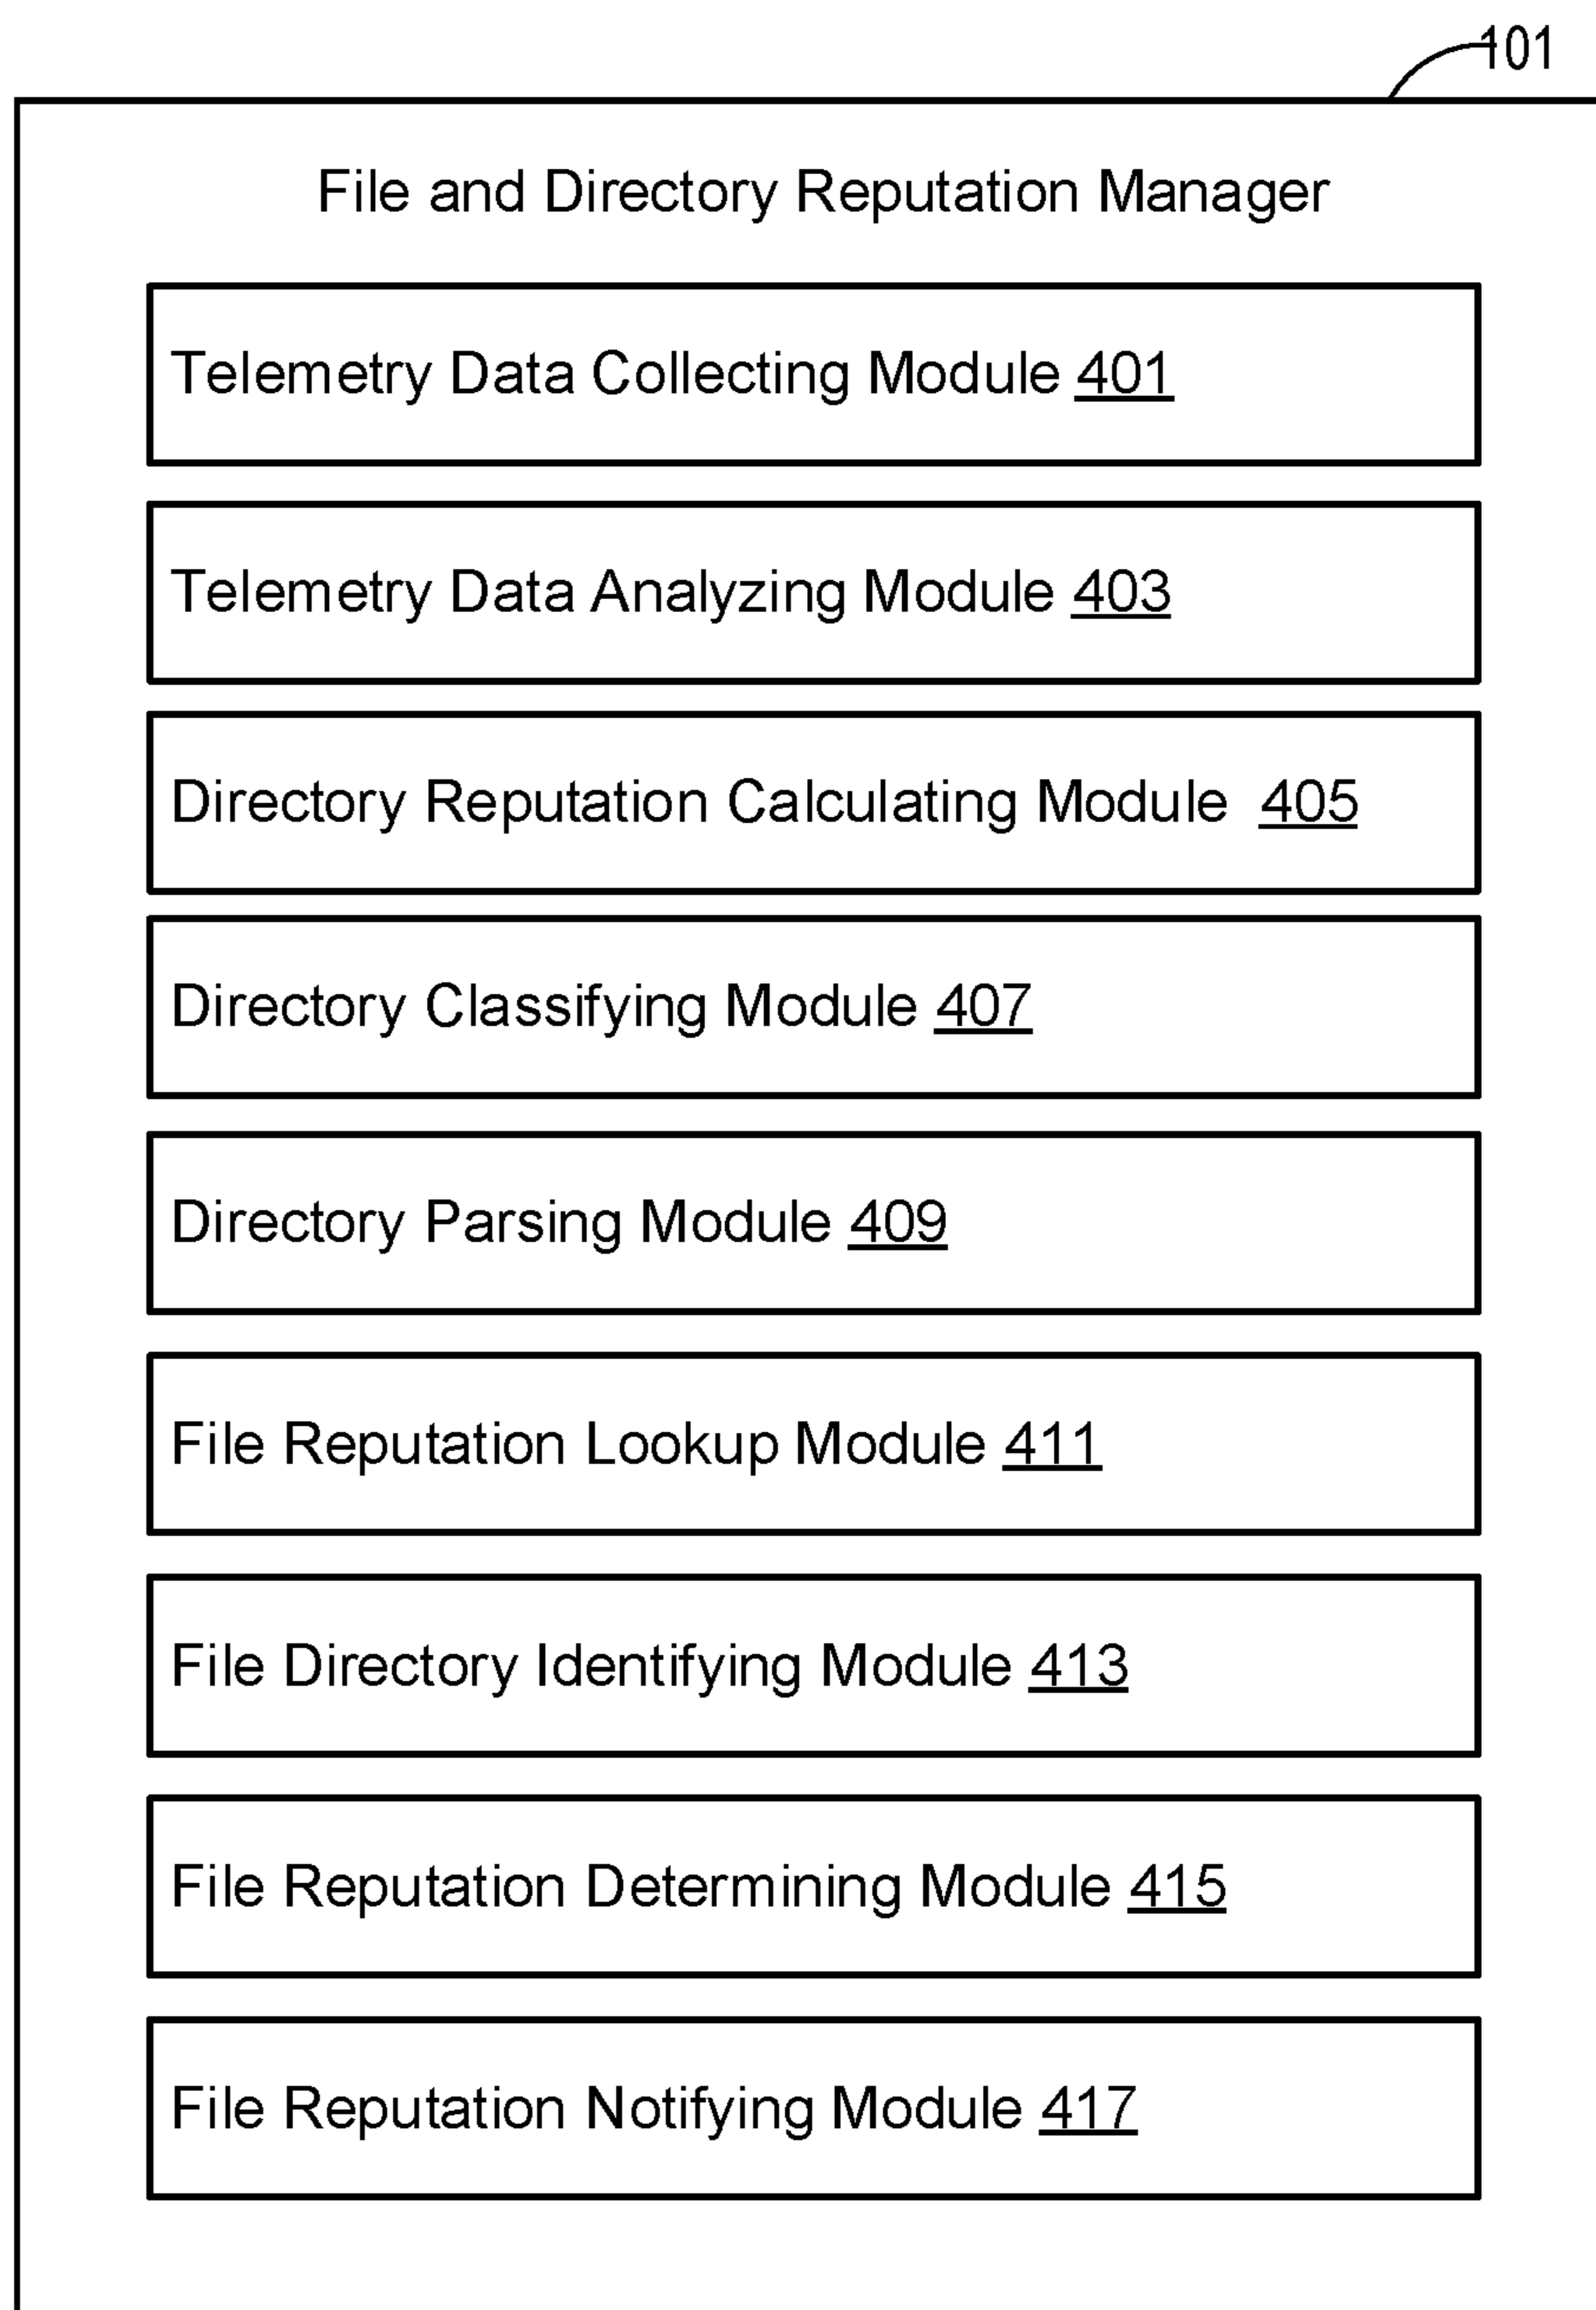 101
File and Directory Reputation Manager
Telemetry Data Collecting Module 401
Telemetry Data Analyzing Module 403
Directory Reputation Calculating Module 405
Directory Classifying Module 407
Directory Parsing Module 409
File Reputation Lookup Module 411
File Directory Identifying Module 413
File Reputation Determining Module 415
File Reputation Notifying Module 417